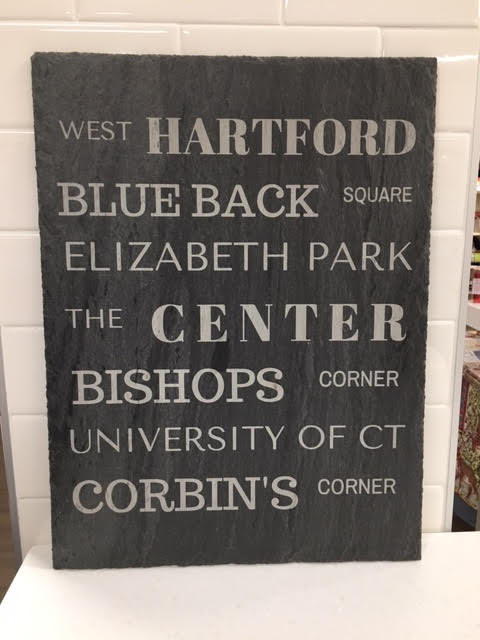 WEST HARTFORD
BLUE BACK SQUARE
ELIZABETH PARK
THE CENTER
BISHOPS CORNER
UNIVERSITY OF CT
CORBIN'S CORNER